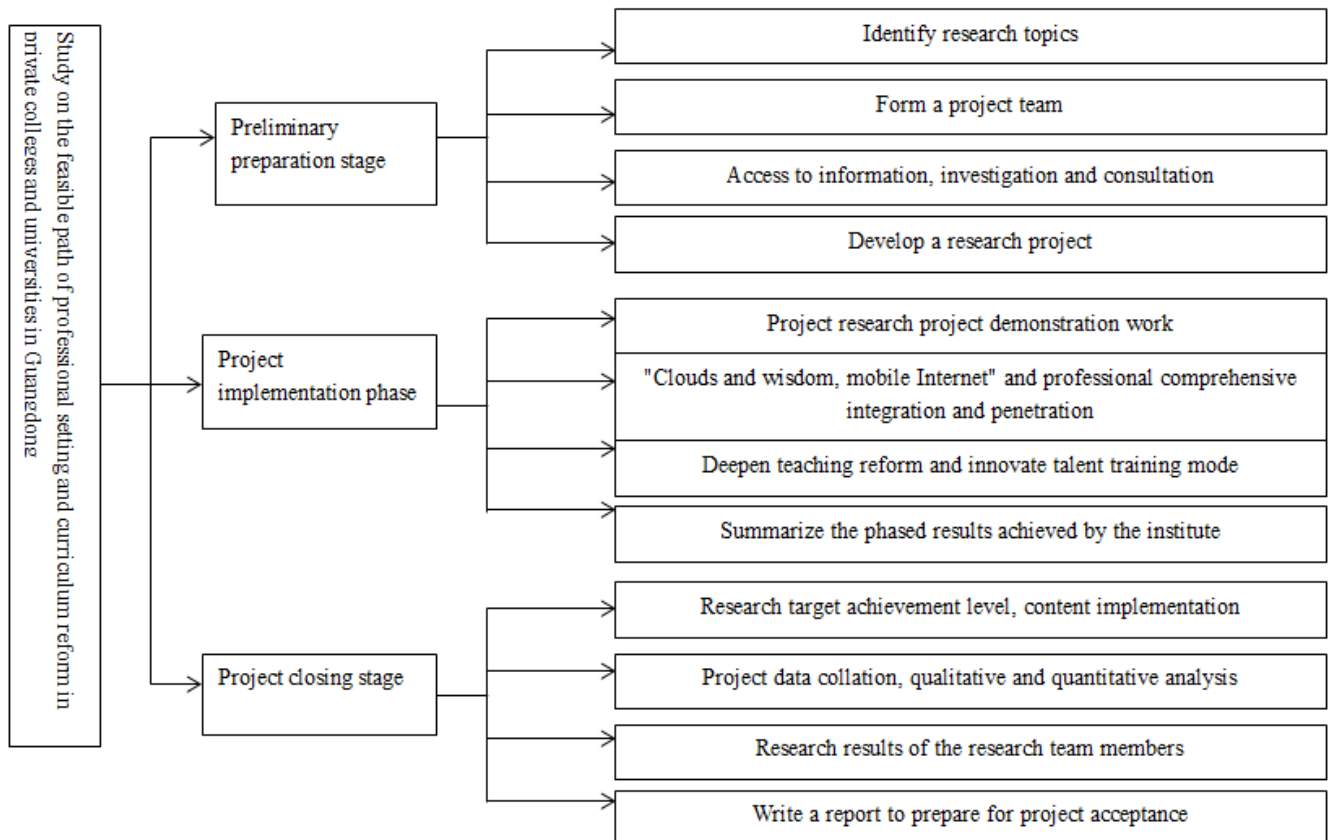 Study on the feasible path of professional setting and curriculum reform in
private colleges and universities in Guangdong
Preliminary
preparation stage
Identify research topics
Form a project team
Access to information, investigation and consultation
Develop a research project
Project
implementation phase
Project research project demonstration work
"Clouds and wisdom, mobile Internet" and professional comprehensive
integration and penetration
Deepen teaching reform and innovate talent training mode
Summarize the phased results achieved by the institute
Project closing stage
Research target achievement level, content implementation
Project data collation, qualitative and quantitative analysis
Research results of the research team members
Write a report to prepare for project acceptance